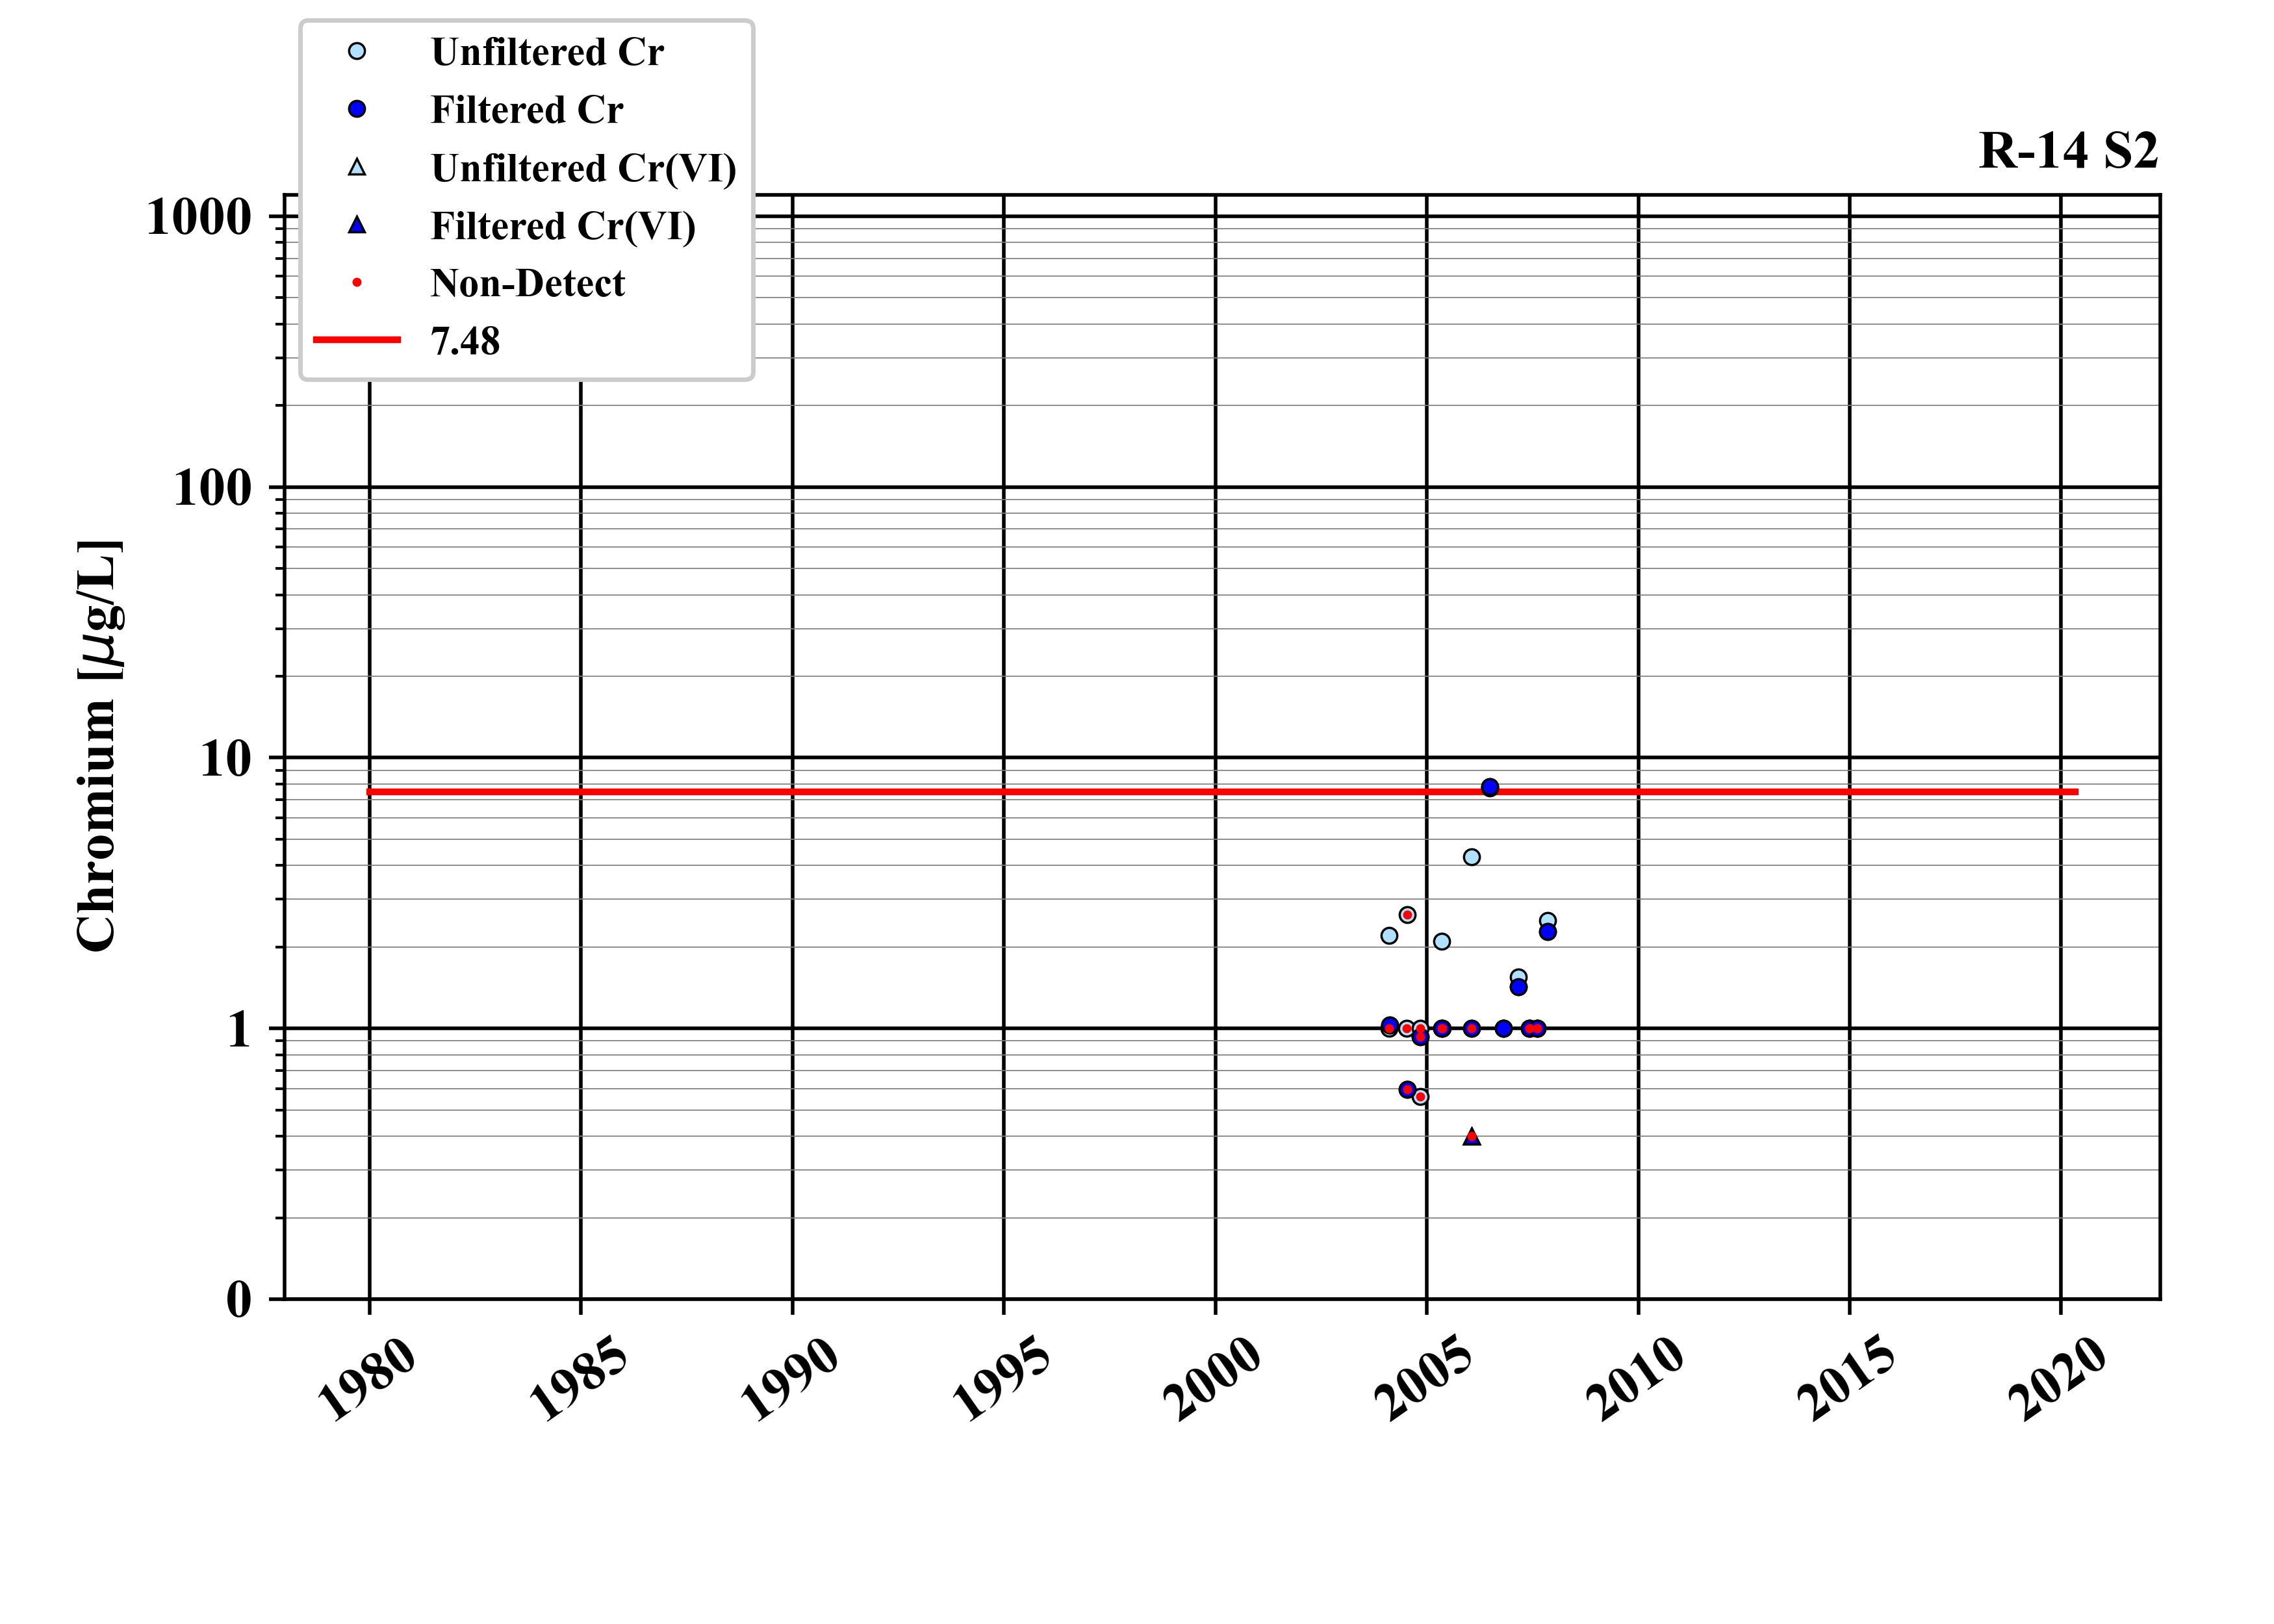 Unfiltered Cr
Filtered Cr
Unfiltered Cr(VI)
Filtered Cr(VI)
Non-Detect
7.48
R-14 S2
1000
100
10
1
0
Chromium [μg/L]
1980
1985
1990
1995
2000
2005
2010
2015
2020